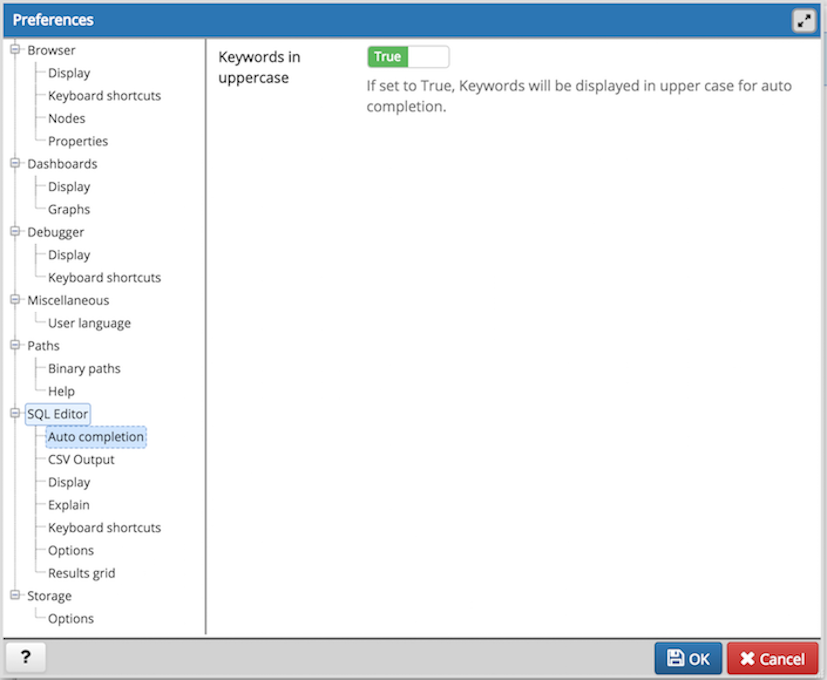 Preferences
Browser
Display
Keyboard shortcuts
Nodes
Properties
Dashboards
Display
Graphs
Debugger
Display
Keyboard shortcuts
Miscellaneous
User language
Paths
Binary paths
Help
SQL Editor
Auto completion
CSV Output
Display
Explain
Keyboard shortcuts
Options
Results grid
Storage
Options
Keywords in
uppercase
True
If set to True, Keywords will be displayed in upper case for auto
completion.
?
OK
Cancel